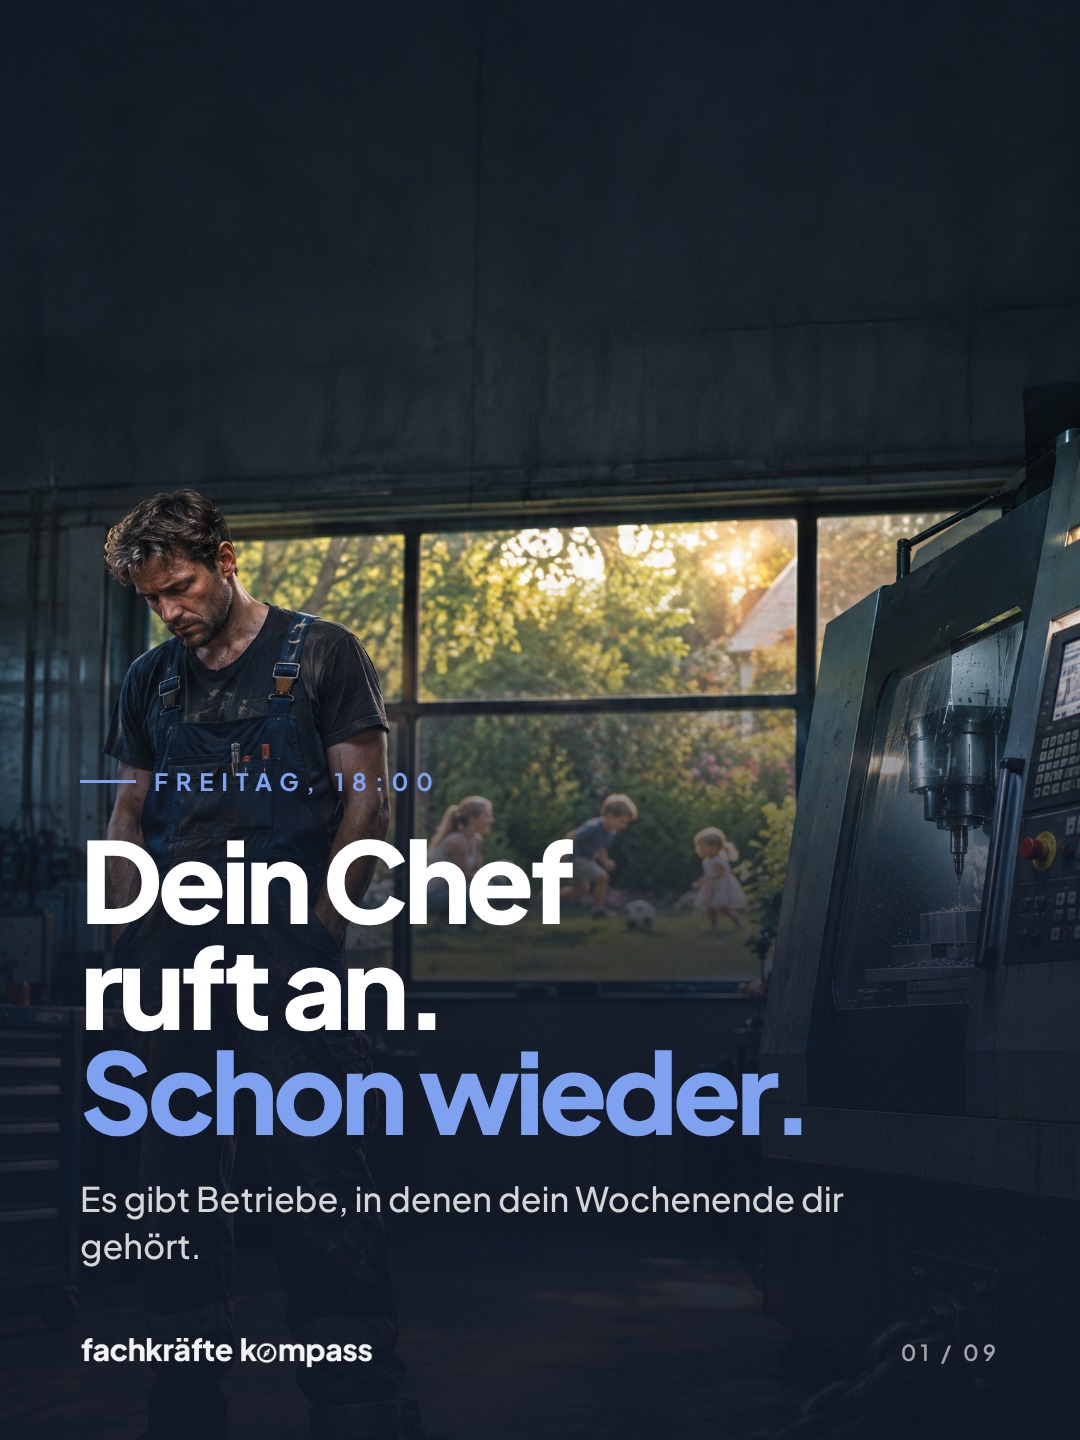 FREITAG, 18:00
Dein Chef
ruft an.
Schon wieder.
Es gibt Betriebe, in denen dein Wochenende dir
gehört.
fachkräfte kompass
01 / 09